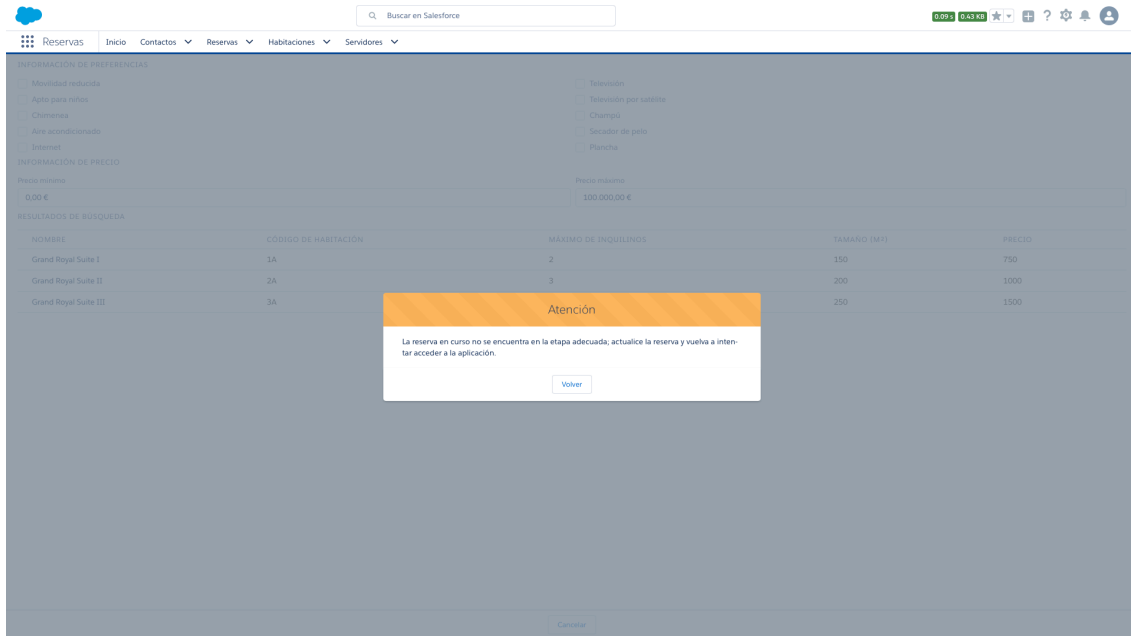 Buscar en Salesforce
0.09 s 0.43 KB
Reservas Inicio Contactos Reservas Habitaciones Servidores
INFORMACIÓN DE PREFERENCIAS
Movilidad reducida Televisión
Apto para niños Televisión por satélite
Chimenea Champú
Aire acondicionado Secador de pelo
Internet Plancha
INFORMACIÓN DE PRECIO
Precio mínimo Precio máximo
0,00 € 100.000,00 €
RESULTADOS DE BÚSQUEDA
NOMBRE CÓDIGO DE HABITACIÓN MÁXIMO DE INQUILINOS TAMAÑO (M²) PRECIO
Grand Royal Suite I 1A 2 150 750
Grand Royal Suite II 2A 3 200 1000
Grand Royal Suite III 3A 250 1500
Atención
La reserva en curso no se encuentra en la etapa adecuada; actualice la reserva y vuelva a inten-
tar acceder a la aplicación.
Volver